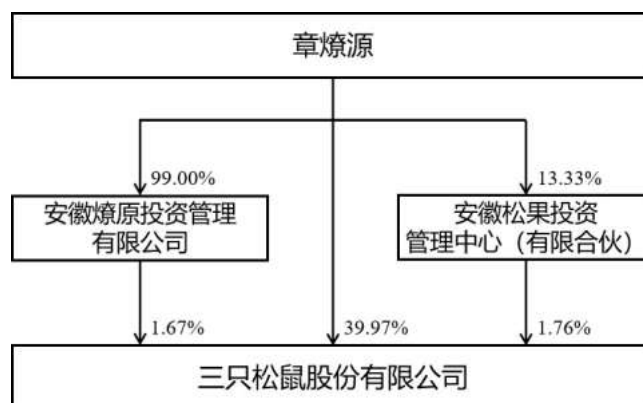 章燎源
99.00%
13.33%
安徽燎原投资管理
有限公司
安徽松果投资
管理中心（有限合伙）
1.67%
39.97%
1.76%
三只松鼠股份有限公司